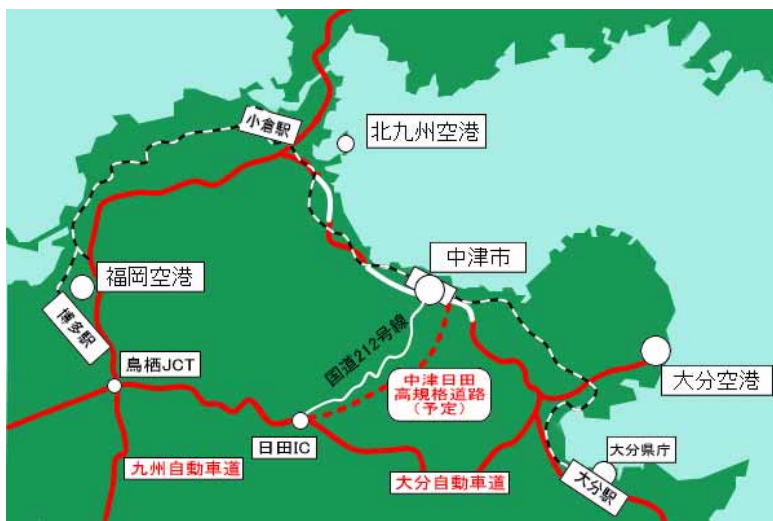 小倉駅
北九州空港
中津市
福岡空港
博多駅
国道212号線
鳥栖JCT
中津日田
高規格道路
(予定)
大分空港
日田IC
九州自動車道
大分自動車道
大分県庁
大分駅